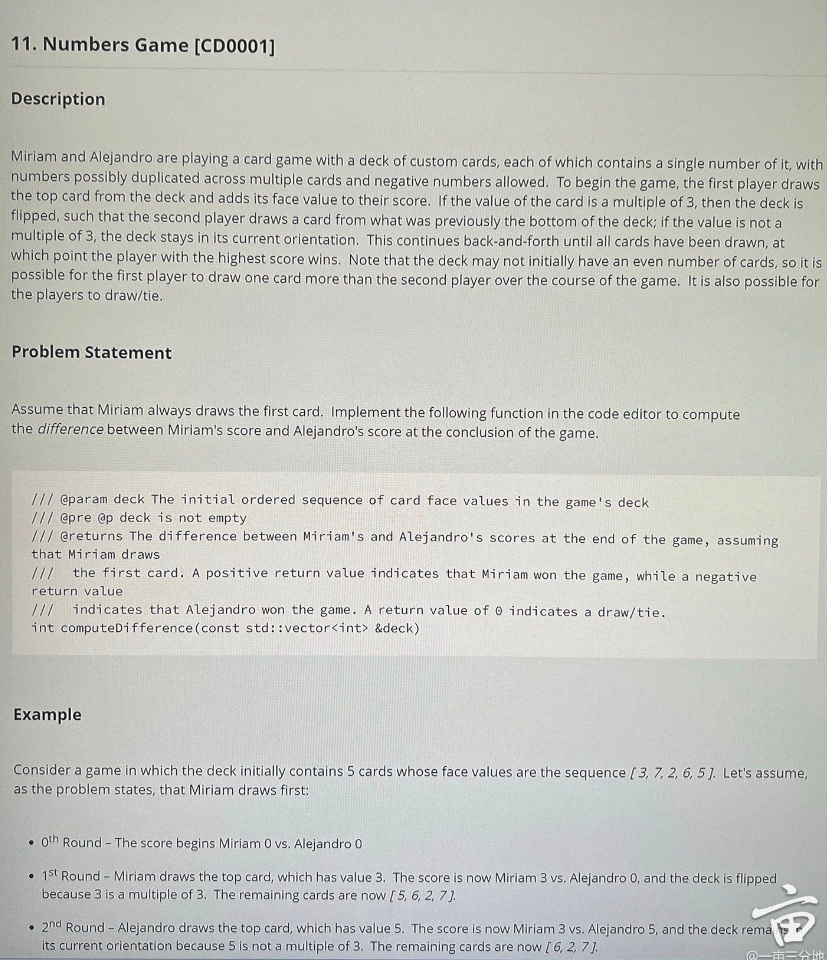 11. Numbers Game [CD0001]
Description
Miriam and Alejandro are playing a card game with a deck of custom cards, each of which contains a single number of it, with
numbers possibly duplicated across multiple cards and negative numbers allowed. To begin the game, the first player draws
the top card from the deck and adds its face value to their score. If the value of the card is a multiple of 3, then the deck is
flipped, such that the second player draws a card from what was previously the bottom of the deck; if the value is not a
multiple of 3, the deck stays in its current orientation. This continues back-and-forth until all cards have been drawn, at
which point the player with the highest score wins. Note that the deck may not initially have an even number of cards, so it is
possible for the first player to draw one card more than the second player over the course of the game. It is also possible for
the players to draw/tie.
Problem Statement
Assume that Miriam always draws the first card. Implement the following function in the code editor to compute
the difference between Miriam's score and Alejandro's score at the conclusion of the game.
/// @param deck The initial ordered sequence of card face values in the game's deck
/// @pre @p deck is not empty
/// @returns The difference between Miriam's and Alejandro's scores at the end of the game, assuming
that Miriam draws
/// the first card. A positive return value indicates that Miriam won the game, while a negative
return value
/// indicates that Alejandro won the game. A return value of 0 indicates a draw/tie.
int computeDifference(const std::vector<int> &deck)
Example
Consider a game in which the deck initially contains 5 cards whose face values are the sequence [ 3, 7, 2, 6, 5 ]. Let's assume,
as the problem states, that Miriam draws first:
• 0th Round – The score begins Miriam 0 vs. Alejandro 0
• 1st Round – Miriam draws the top card, which has value 3. The score is now Miriam 3 vs. Alejandro 0, and the deck is flipped
because 3 is a multiple of 3. The remaining cards are now [ 5, 6, 2, 7 ].
• 2nd Round – Alejandro draws the top card, which has value 5. The score is now Miriam 3 vs. Alejandro 5, and the deck remains in
its current orientation because 5 is not a multiple of 3. The remaining cards are now [ 6, 2, 7 ].
@一亩三分地